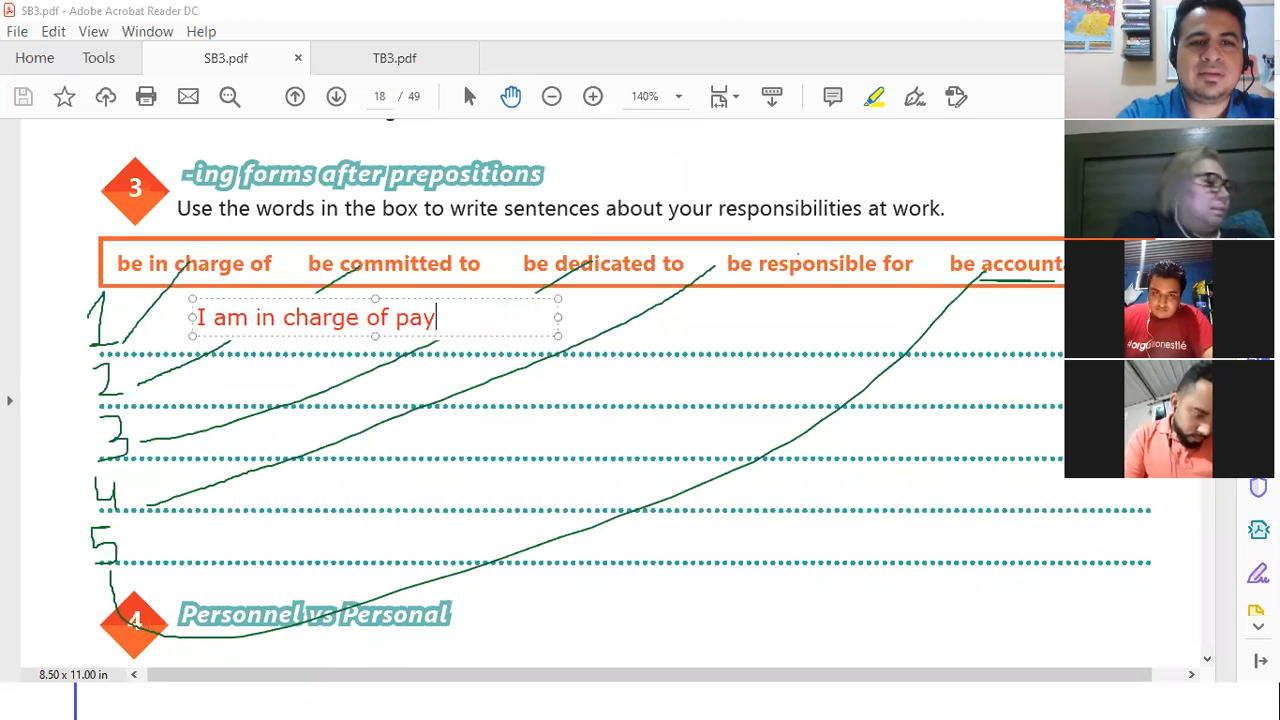 SB3.pdf - Adobe Acrobat Reader DC
File Edit View Window Help
Home Tools SB3.pdf × TB3.pdf
18 / 49 140%
3 -ing forms after prepositions
Use the words in the box to write sentences about your responsibilities at work.
be in charge of be committed to be dedicated to be responsible for be accounta
1 I am in charge of pay
2
3
4
5
4 Personnel vs Personal
8.50 x 11.00 in